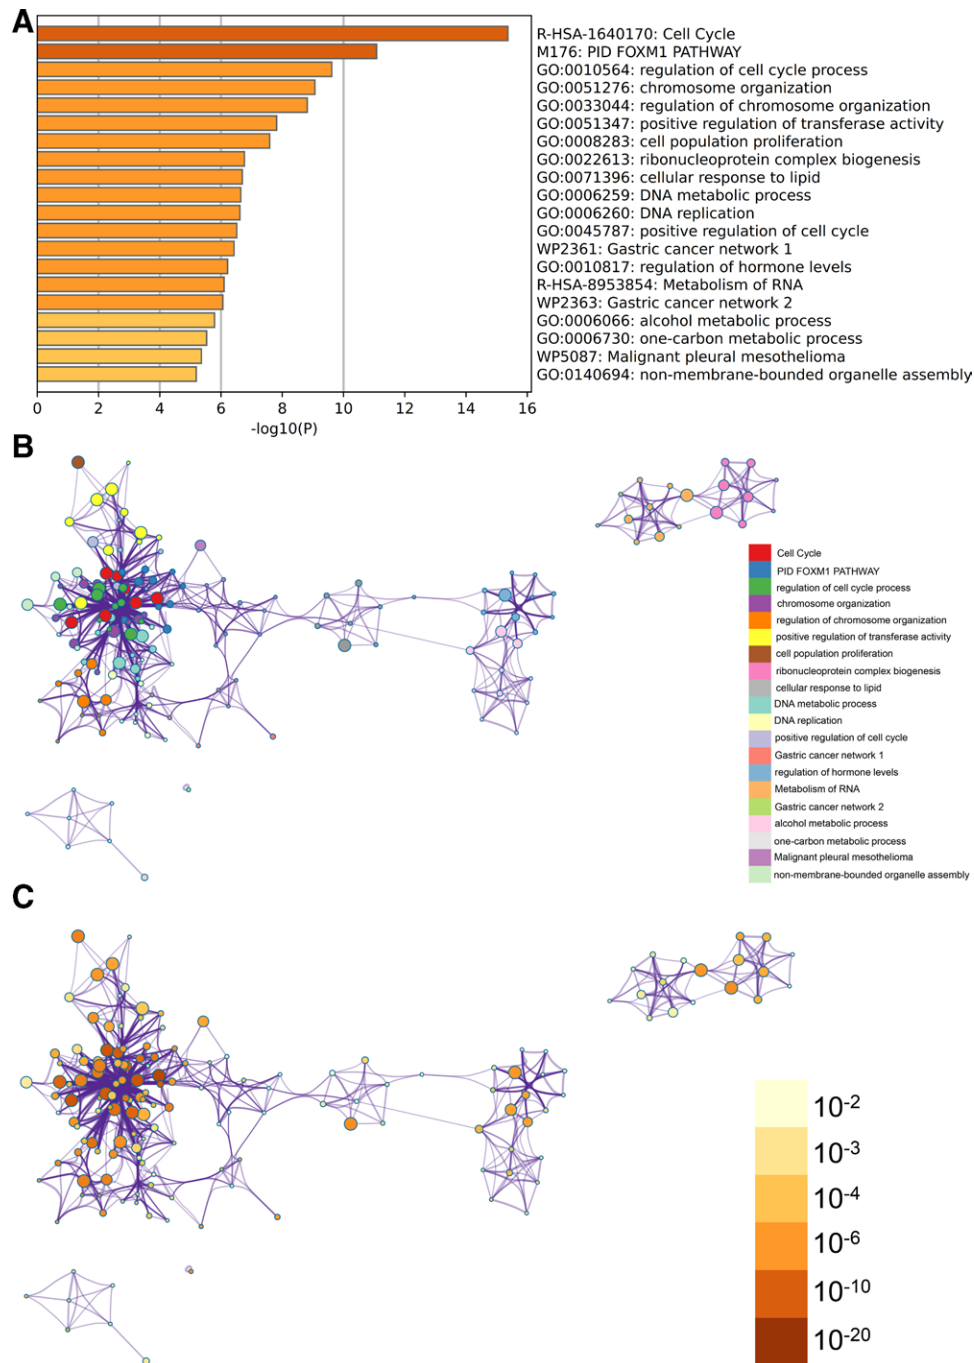 A
R-HSA-1640170: Cell Cycle
M176: PID FOXM1 PATHWAY
GO:0010564: regulation of cell cycle process
GO:0051276: chromosome organization
GO:0033044: regulation of chromosome organization
GO:0051347: positive regulation of transferase activity
GO:0008283: cell population proliferation
GO:0022613: ribonucleoprotein complex biogenesis
GO:0071396: cellular response to lipid
GO:0006259: DNA metabolic process
GO:0006260: DNA replication
GO:0045787: positive regulation of cell cycle
WP2361: Gastric cancer network 1
GO:0010817: regulation of hormone levels
R-HSA-8953854: Metabolism of RNA
WP2363: Gastric cancer network 2
GO:0006066: alcohol metabolic process
GO:0006730: one-carbon metabolic process
WP5087: Malignant pleural mesothelioma
GO:0140694: non-membrane-bounded organelle assembly
0 2 4 6 8 10 12 14 16
-log10(P)
B
Cell Cycle
PID FOXM1 PATHWAY
regulation of cell cycle process
chromosome organization
regulation of chromosome organization
positive regulation of transferase activity
cell population proliferation
ribonucleoprotein complex biogenesis
cellular response to lipid
DNA metabolic process
DNA replication
positive regulation of cell cycle
Gastric cancer network 1
regulation of hormone levels
Metabolism of RNA
Gastric cancer network 2
alcohol metabolic process
one-carbon metabolic process
Malignant pleural mesothelioma
non-membrane-bounded organelle assembly
C
10-2
10-3
10-4
10-6
10-10
10-20